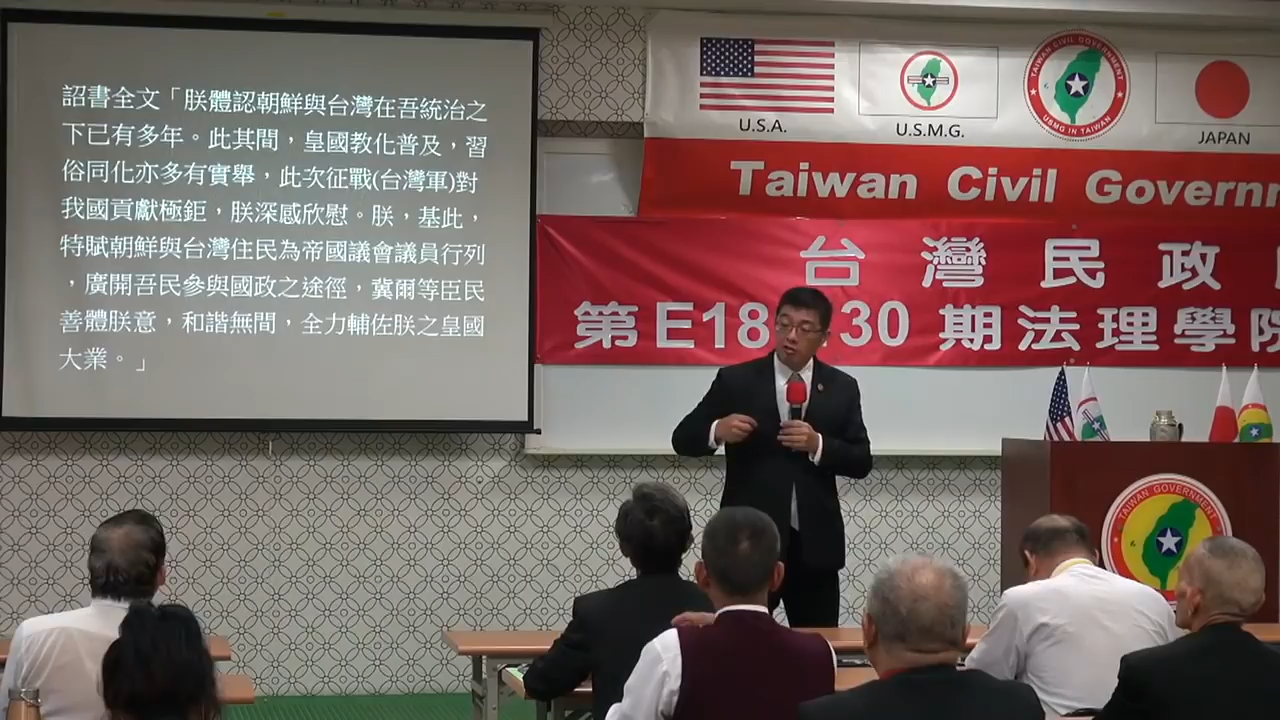 詔書全文「朕體認朝鮮與台灣在吾統治之
下已有多年。此其間，皇國教化普及，習
俗同化亦多有實舉，此次征戰(台灣軍)對
我國貢獻極鉅，朕深感欣慰。朕，基此，
特賦朝鮮與台灣住民為帝國議會議員行列
，廣開吾民參與國政之途徑，冀爾等臣民
善體朕意，和諧無間，全力輔佐朕之皇國
大業。」
U.S.A.
U.S.M.G.
TAIWAN CIVIL GOVERNMENT
USMG IN TAIWAN
JAPAN
Taiwan Civil Governm
台灣民政
第E18 30期法理學院
TAIWAN GOVERNMENT